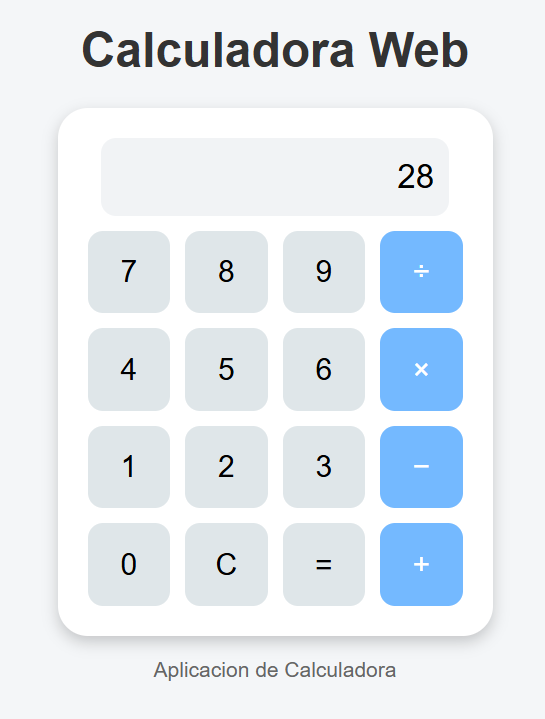 Calculadora Web
28
7 8 9 ÷
4 5 6 ×
1 2 3 −
0 C = +
Aplicacion de Calculadora